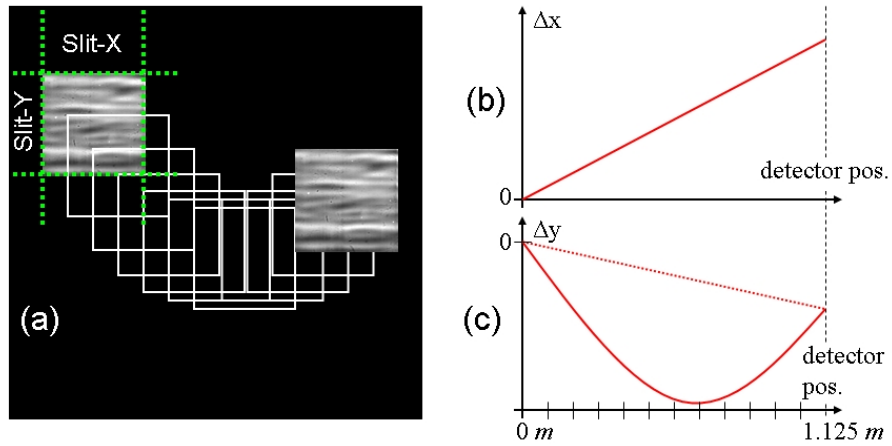 Slit-X
Slit-Y
(a)
Δx
(b)
detector pos.
0
Δy
0
(c)
detector
pos.
0 m
1.125 m